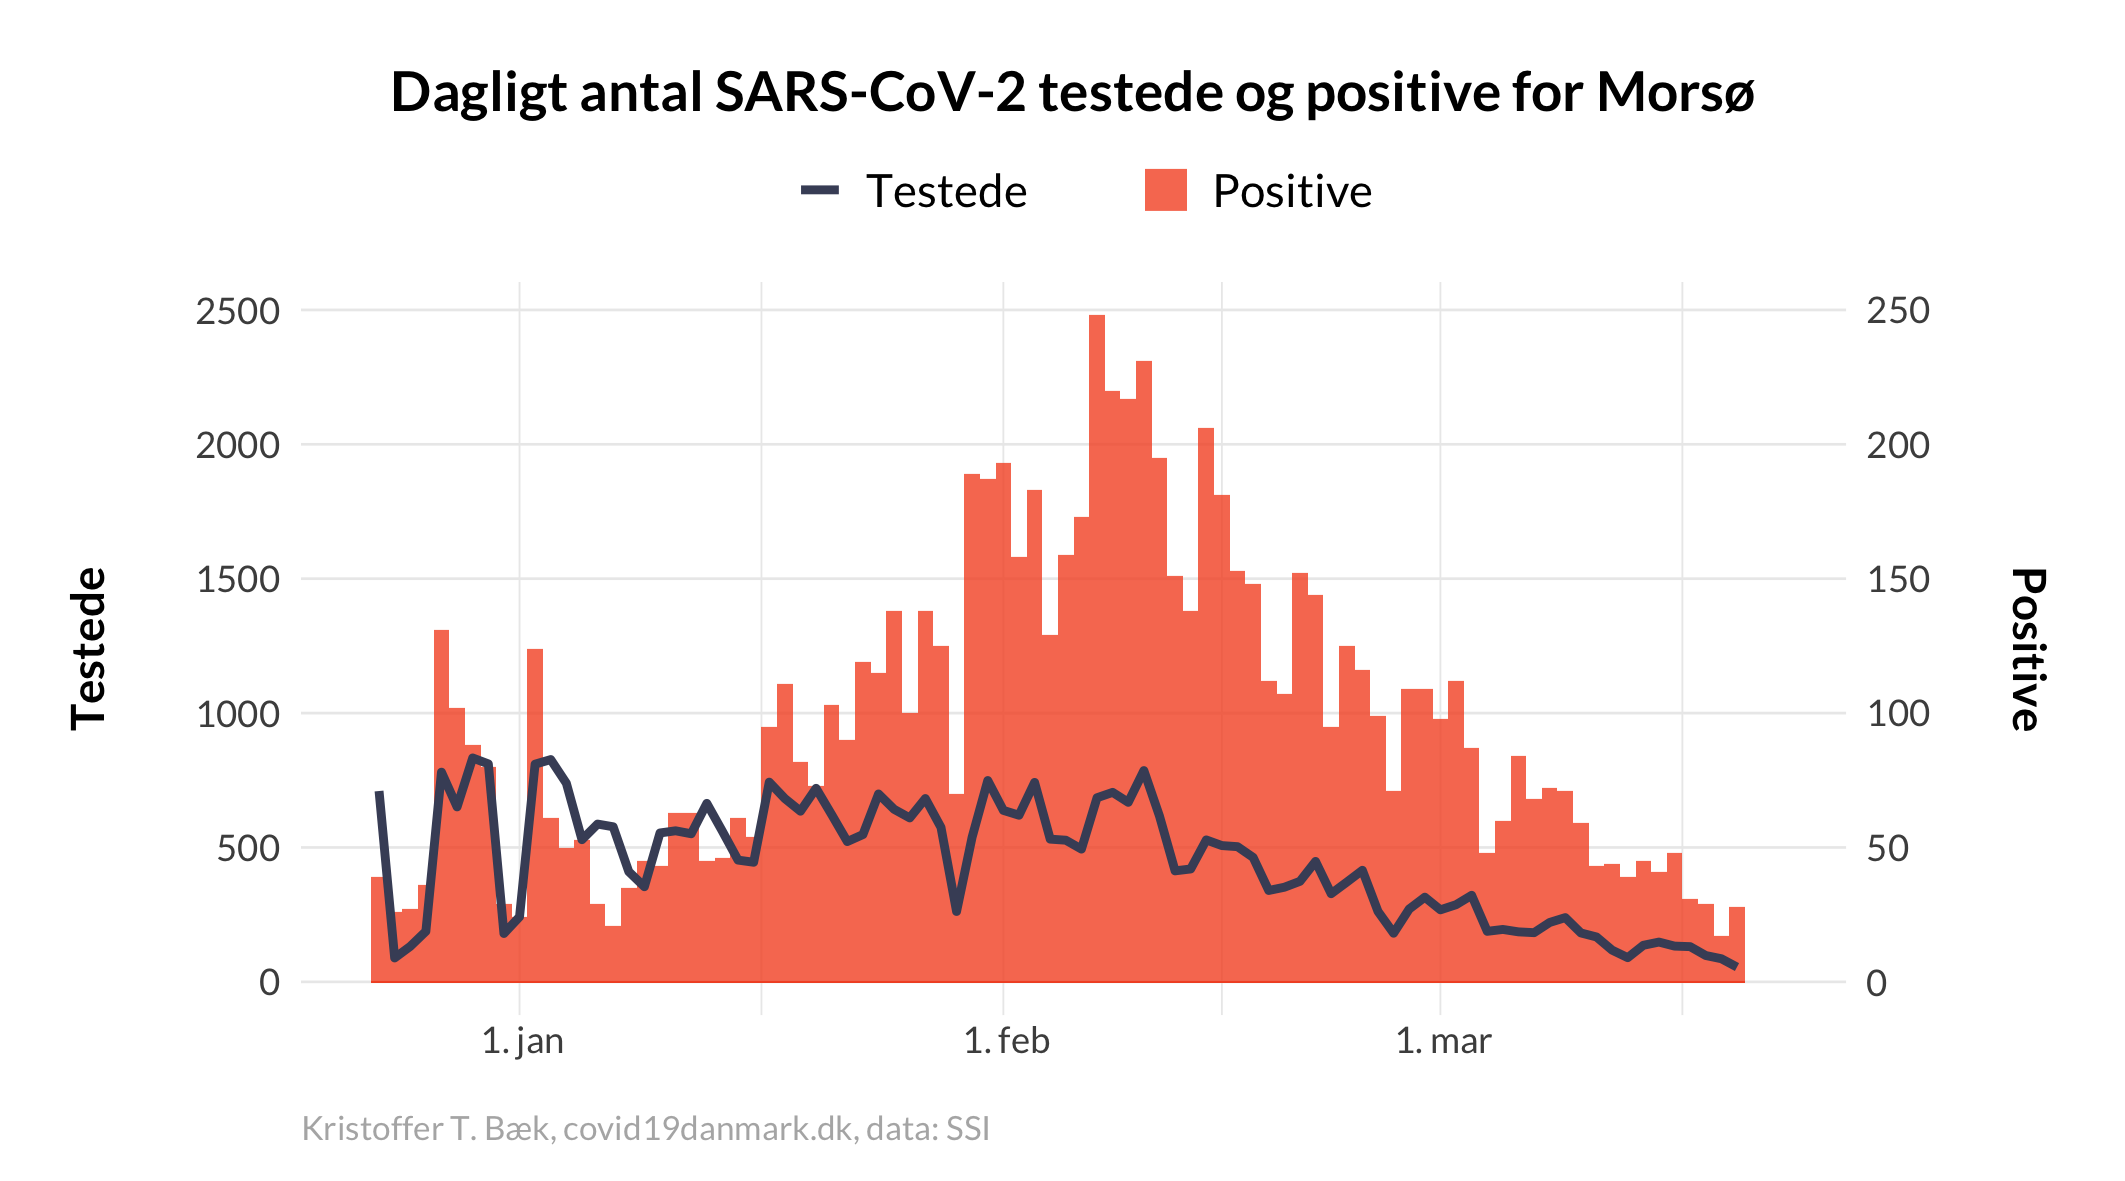 Dagligt antal SARS-CoV-2 testede og positive for Morsø
Testede Positive
2500 250
2000 200
1500 150
1000 100
500 50
0 0
Testede
Positive
1. jan 1. feb 1. mar
Kristoffer T. Bæk, covid19danmark.dk, data: SSI